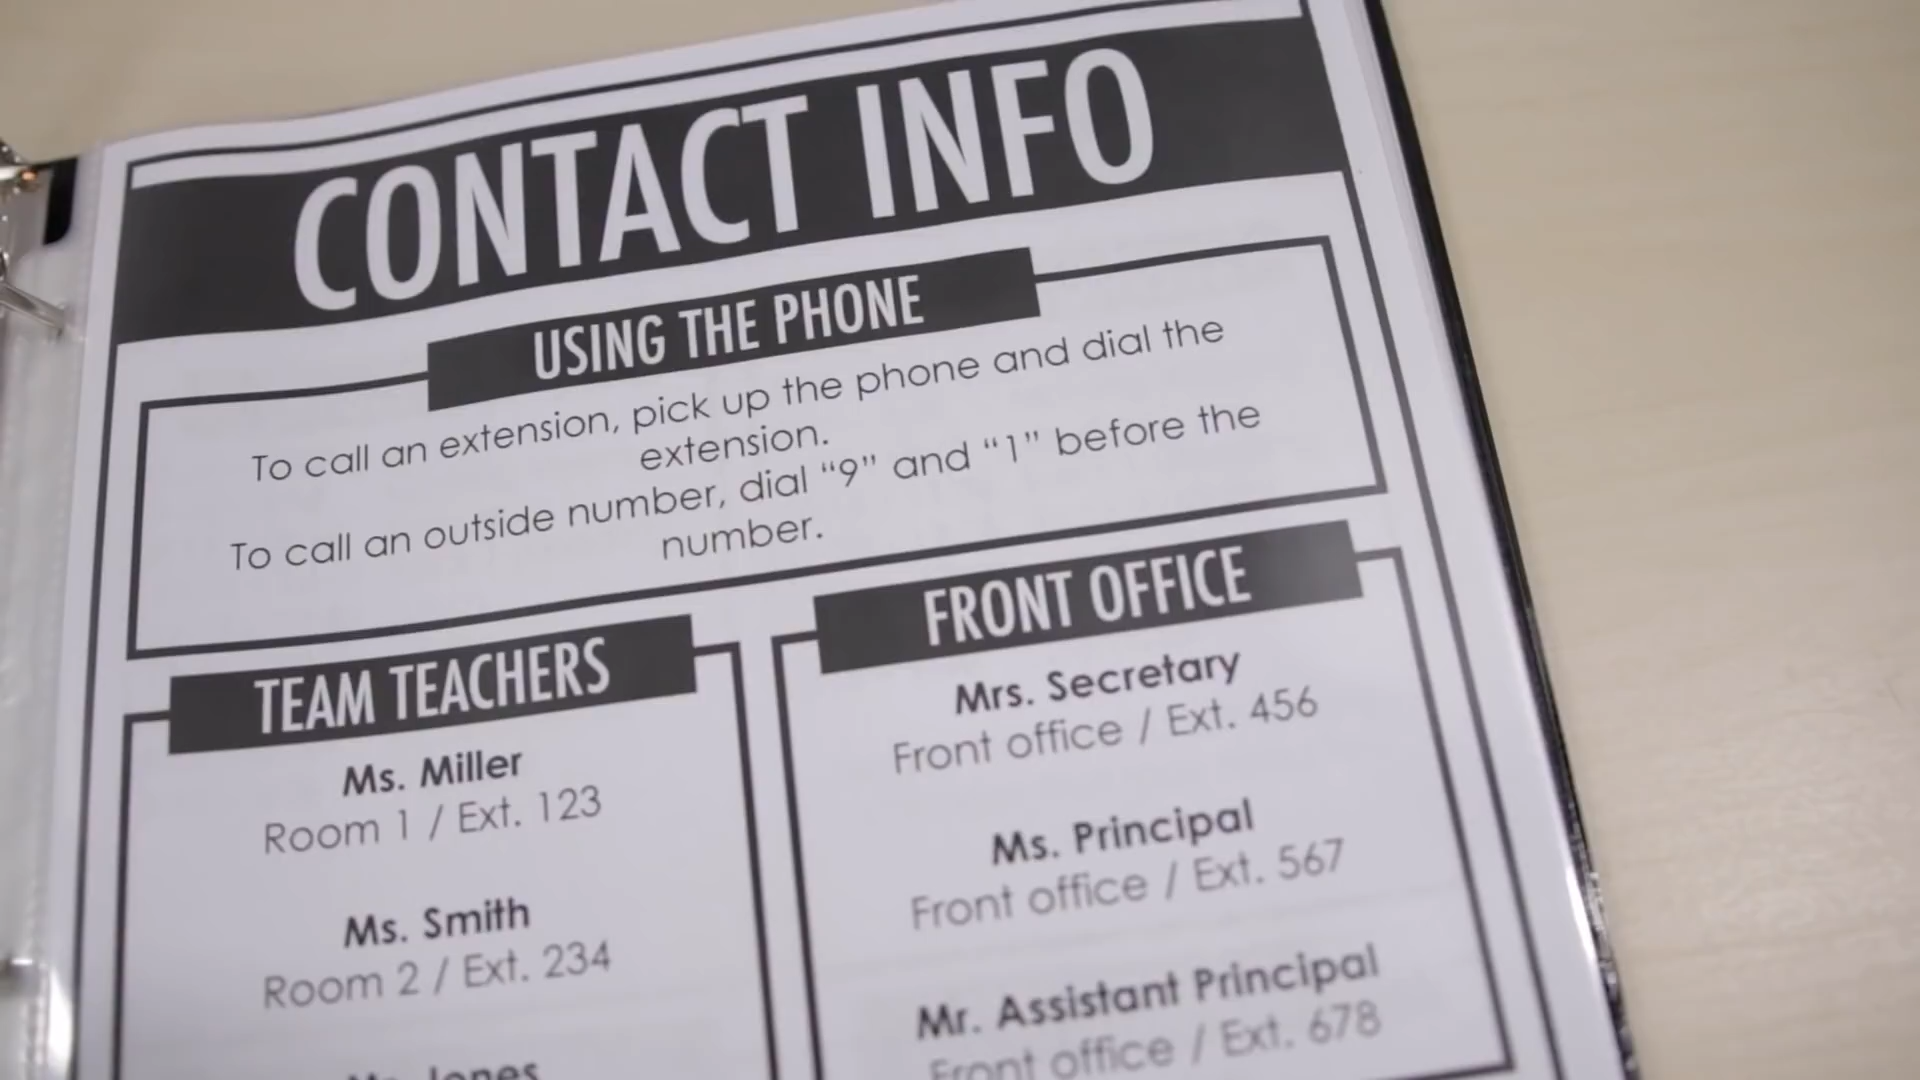 CONTACT INFO
USING THE PHONE
To call an extension, pick up the phone and dial the
extension.
To call an outside number, dial “9” and “1” before the
number.
TEAM TEACHERS
Ms. Miller
Room 1 / Ext. 123
Ms. Smith
Room 2 / Ext. 234
Jones
FRONT OFFICE
Mrs. Secretary
Front office / Ext. 456
Ms. Principal
Front office / Ext. 567
Mr. Assistant Principal
Front office / Ext. 678